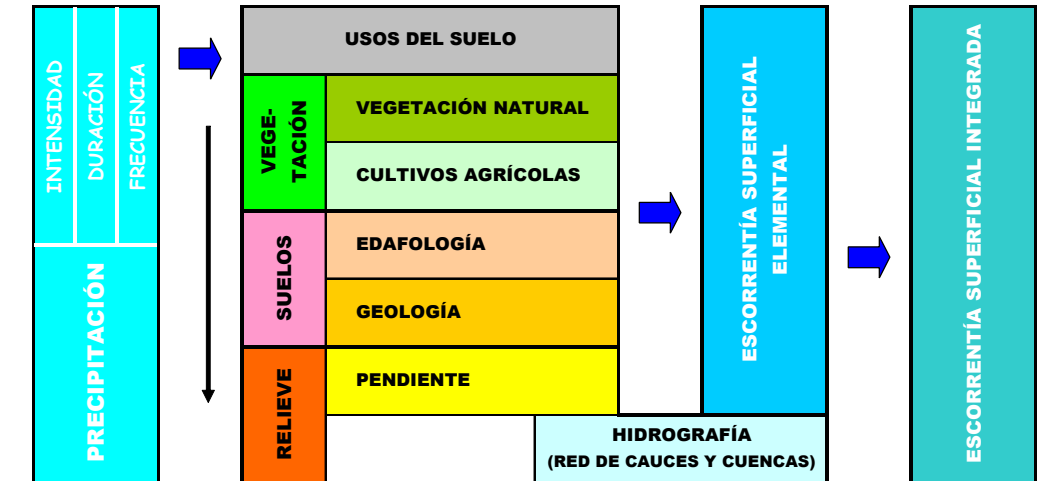 INTENSIDAD
DURACIÓN
FRECUENCIA
PRECIPITACIÓN
USOS DEL SUELO
VEGE-
TACIÓN
VEGETACIÓN NATURAL
CULTIVOS AGRÍCOLAS
SUELOS
EDAFOLOGÍA
GEOLOGÍA
RELIEVE
PENDIENTE
HIDROGRAFÍA
(RED DE CAUCES Y CUENCAS)
ESCORRENTÍA SUPERFICIAL
ELEMENTAL
ESCORRENTÍA SUPERFICIAL INTEGRADA